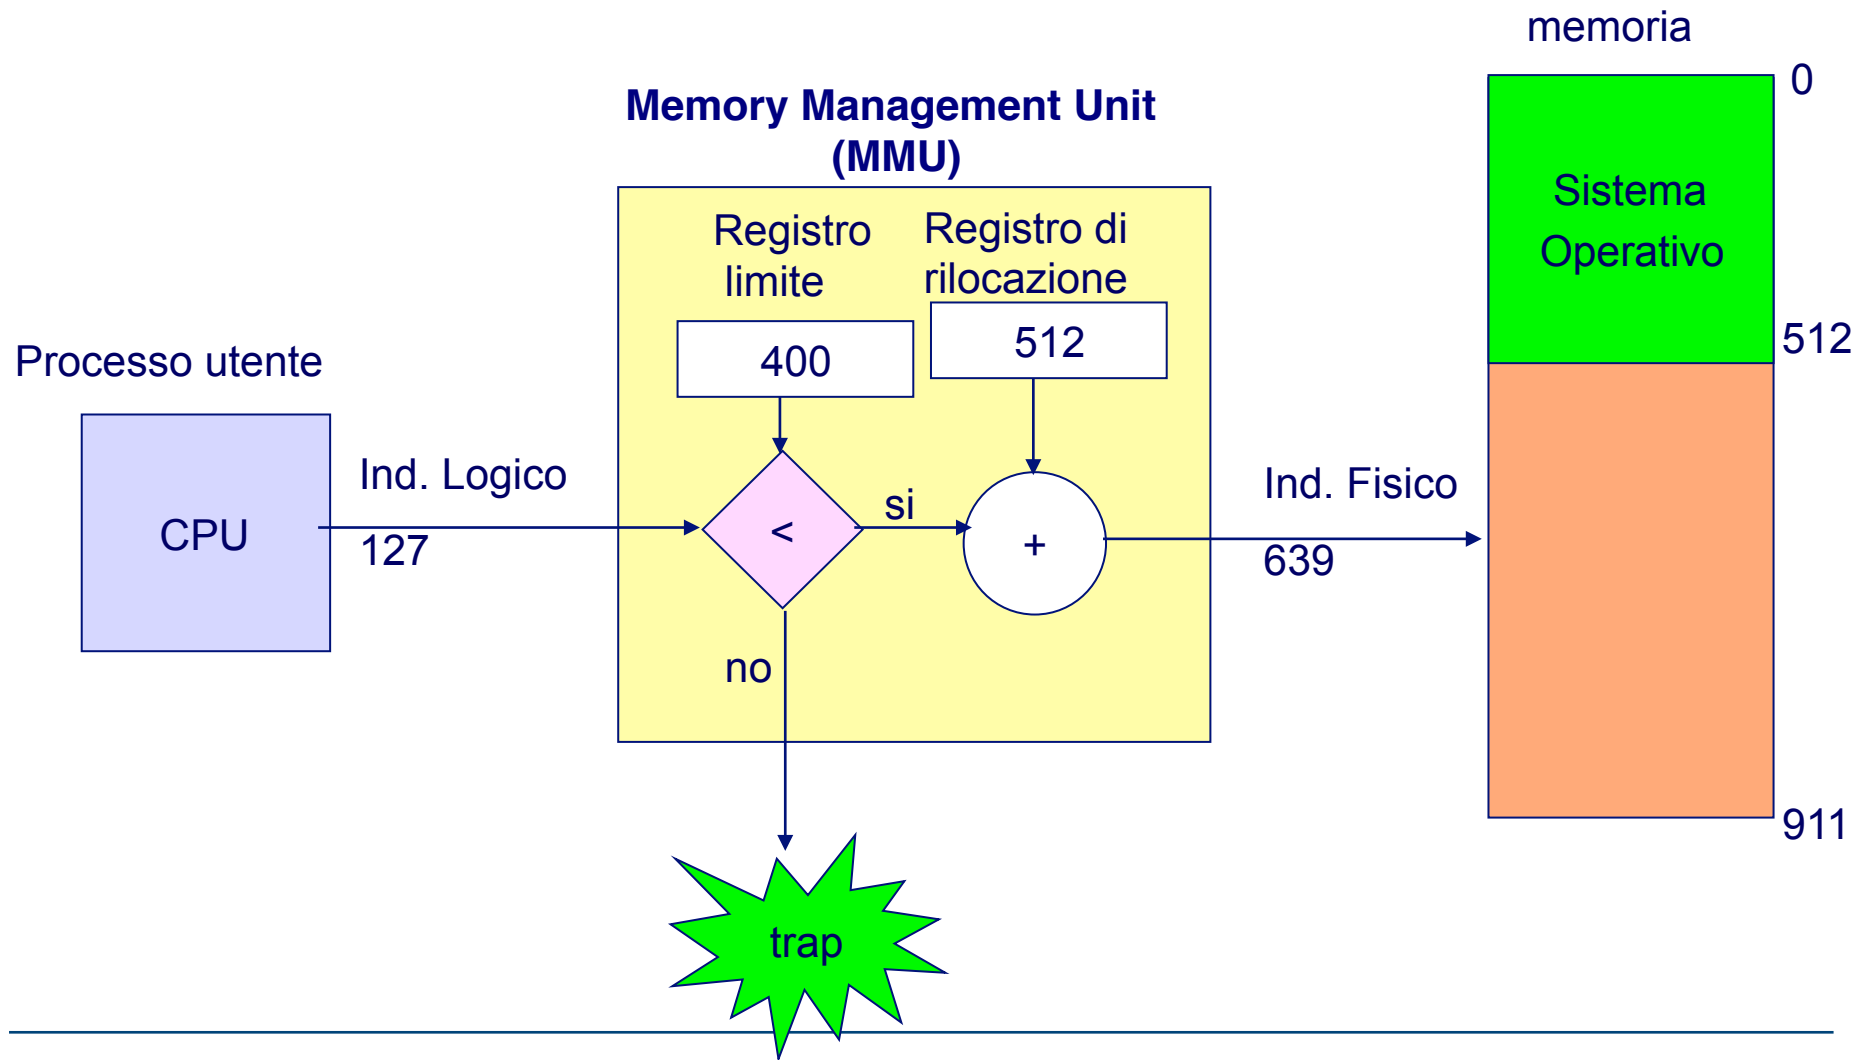 memoria
0
Memory Management Unit
(MMU)
Sistema
Operativo
Registro
limite
Registro di
rilocazione
400
512
512
Processo utente
CPU
Ind. Logico
127
<
si
+
Ind. Fisico
639
no
911
trap